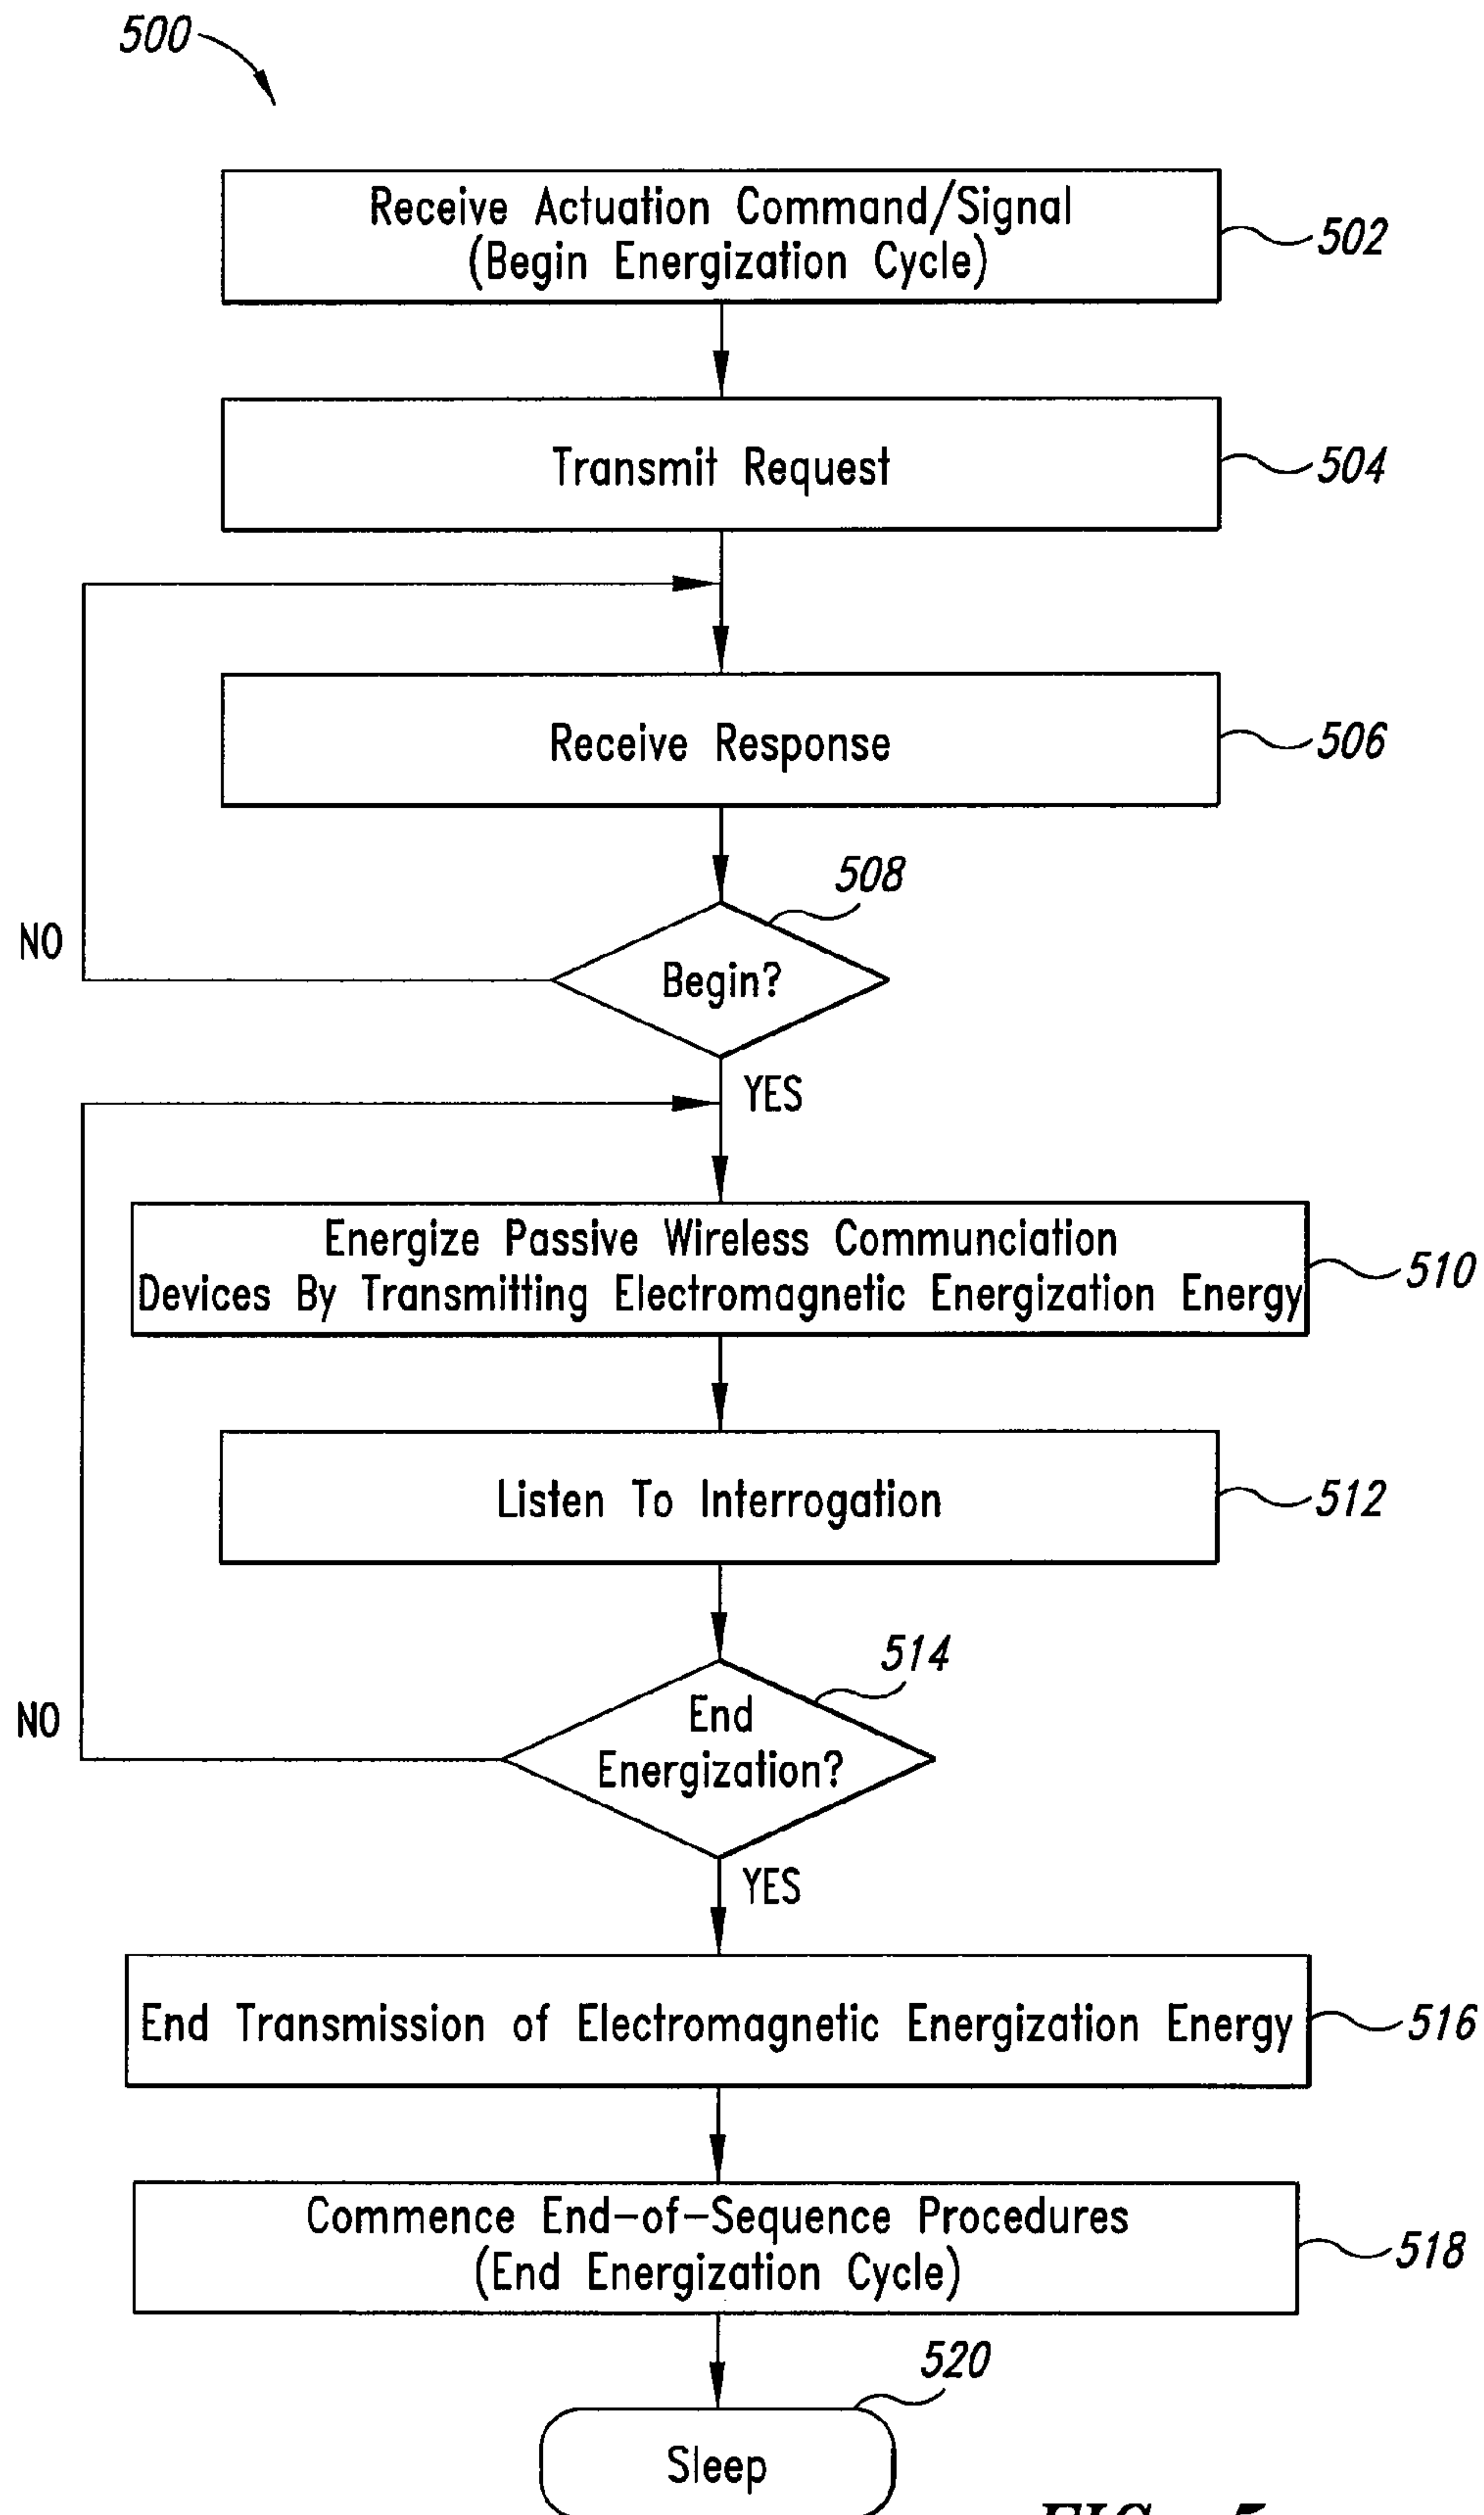 500
Receive Actuation Command/Signal
(Begin Energization Cycle)
502
Transmit Request
504
Receive Response
506
508
Begin?
NO
YES
Energize Passive Wireless Communciation
Devices By Transmitting Electromagnetic Energization Energy
510
Listen To Interrogation
512
514
End
Energization?
NO
YES
End Transmission of Electromagnetic Energization Energy
516
Commence End-of-Sequence Procedures
(End Energization Cycle)
518
520
Sleep